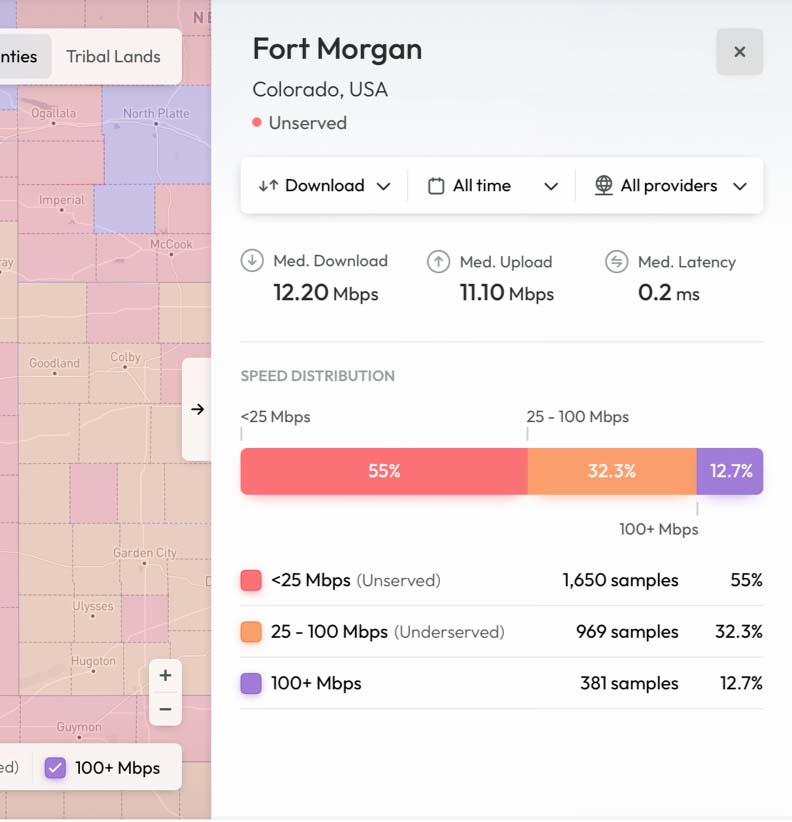 NE
nties
Tribal Lands
Ogallala
North Platte
Imperial
McCook
ray
Goodland
Colby
Garden City
Ulysses
Hugoton
Guymon
+
−
ed)
100+ Mbps
Fort Morgan
Colorado, USA
Unserved
Download
All time
All providers
Med. Download
12.20 Mbps
Med. Upload
11.10 Mbps
Med. Latency
0.2 ms
SPEED DISTRIBUTION
<25 Mbps
25 - 100 Mbps
55%
32.3%
12.7%
100+ Mbps
<25 Mbps (Unserved) 1,650 samples 55%
25 - 100 Mbps (Underserved) 969 samples 32.3%
100+ Mbps 381 samples 12.7%